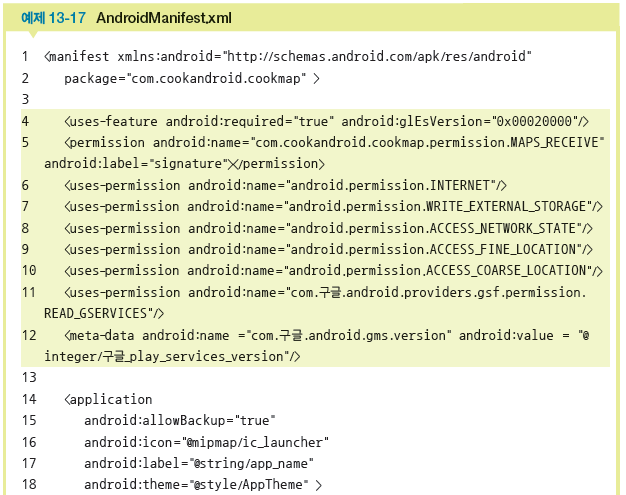 예제 13-17 AndroidManifest.xml
1 <manifest xmlns:android="http://schemas.android.com/apk/res/android"
2 package="com.cookandroid.cookmap" >
3
4 <uses-feature android:required="true" android:glEsVersion="0x00020000"/>
5 <permission android:name="com.cookandroid.cookmap.permission.MAPS_RECEIVE"
android:label="signature"></permission>
6 <uses-permission android:name="android.permission.INTERNET"/>
7 <uses-permission android:name="android.permission.WRITE_EXTERNAL_STORAGE"/>
8 <uses-permission android:name="android.permission.ACCESS_NETWORK_STATE"/>
9 <uses-permission android:name="android.permission.ACCESS_FINE_LOCATION"/>
10 <uses-permission android:name="android.permission.ACCESS_COARSE_LOCATION"/>
11 <uses-permission android:name="com.구글.android.providers.gsf.permission.
READ_GSERVICES"/>
12 <meta-data android:name ="com.구글.android.gms.version" android:value = "@
integer/구글_play_services_version"/>
13
14 <application
15 android:allowBackup="true"
16 android:icon="@mipmap/ic_launcher"
17 android:label="@string/app_name"
18 android:theme="@style/AppTheme" >